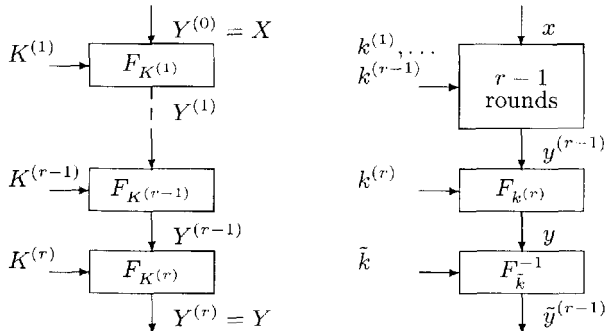 Y^{(0)} = X
K^{(1)}
F_{K^{(1)}}
Y^{(1)}
K^{(r-1)}
F_{K^{(r-1)}}
Y^{(r-1)}
K^{(r)}
F_{K^{(r)}}
Y^{(r)} = Y
x
k^{(1)}, ...
k^{(r-1)}
r - 1
rounds
y^{(r-1)}
k^{(r)}
F_{k^{(r)}}
y
\tilde{k}
F_{\tilde{k}}^{-1}
\tilde{y}^{(r-1)}